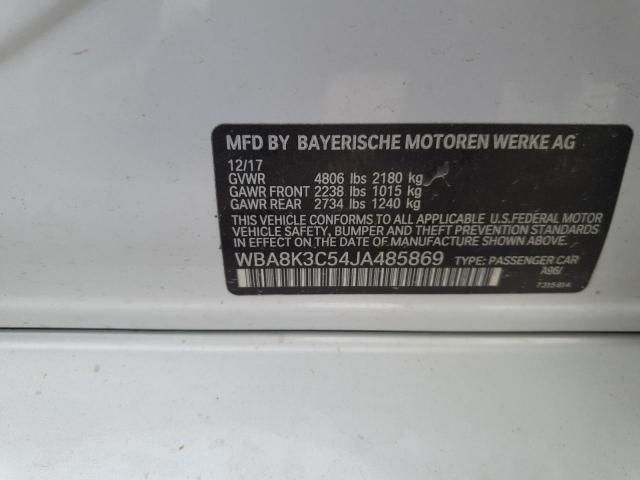 MFD BY BAYERISCHE MOTOREN WERKE AG
12/17
GVWR 4806 lbs 2180 kg
GAWR FRONT 2238 lbs 1015 kg
GAWR REAR 2734 lbs 1240 kg
THIS VEHICLE CONFORMS TO ALL APPLICABLE U.S.FEDERAL MOTOR
VEHICLE SAFETY, BUMPER AND THEFT PREVENTION STANDARDS
IN EFFECT ON THE DATE OF MANUFACTURE SHOWN ABOVE.
WBA8K3C54JA485869 TYPE: PASSENGER CAR
A96/
7315814